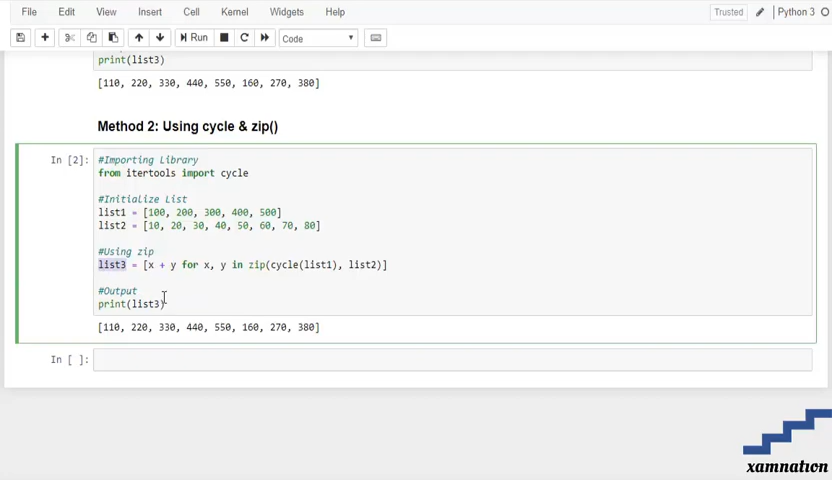 File Edit View Insert Cell Kernel Widgets Help Trusted Python 3
Run Code
print(list3)
[110, 220, 330, 440, 550, 160, 270, 380]
Method 2: Using cycle & zip()
In [2]:
#Importing Library
from itertools import cycle
#Initialize List
list1 = [100, 200, 300, 400, 500]
list2 = [10, 20, 30, 40, 50, 60, 70, 80]
#Using zip
list3 = [x + y for x, y in zip(cycle(list1), list2)]
#Output
print(list3)
[110, 220, 330, 440, 550, 160, 270, 380]
In [ ]:
xamnation